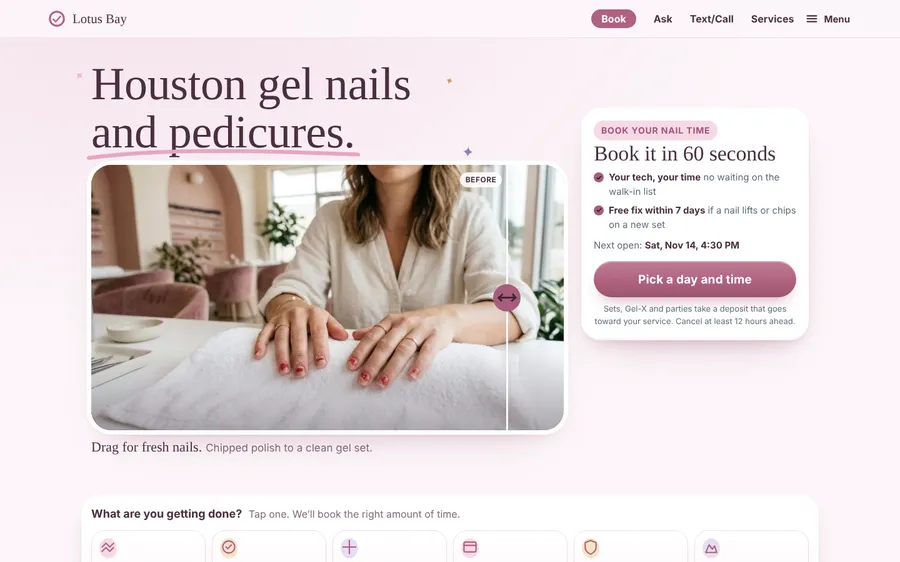 Lotus Bay
Book
Ask
Text/Call
Services
Menu
Houston gel nails
and pedicures.
BEFORE
Drag for fresh nails. Chipped polish to a clean gel set.
BOOK YOUR NAIL TIME
Book it in 60 seconds
Your tech, your time no waiting on the
walk-in list
Free fix within 7 days if a nail lifts or chips
on a new set
Next open: Sat, Nov 14, 4:30 PM
Pick a day and time
Sets, Gel-X and parties take a deposit that goes
toward your service. Cancel at least 12 hours ahead.
What are you getting done? Tap one. We'll book the right amount of time.